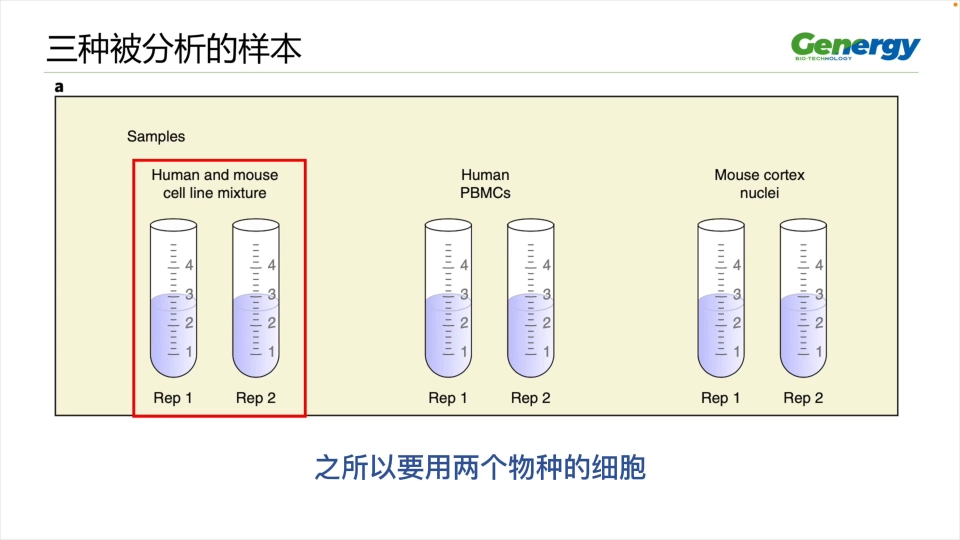 三种被分析的样本
Genergy
BIO-TECHNOLOGY
a
Samples
Human and mouse
cell line mixture
4
3
2
1
4
3
2
1
Rep 1
Rep 2
Human
PBMCs
4
3
2
1
4
3
2
1
Rep 1
Rep 2
Mouse cortex
nuclei
4
3
2
1
4
3
2
1
Rep 1
Rep 2
之所以要用两个物种的细胞